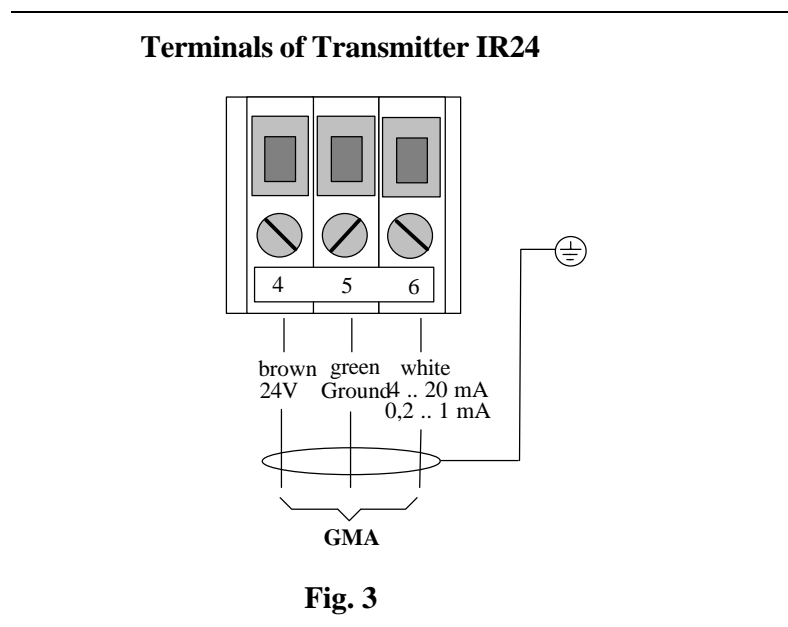 Terminals of Transmitter IR24
4 5 6
brown green white
24V Ground 4 .. 20 mA
0,2 .. 1 mA
GMA
Fig. 3